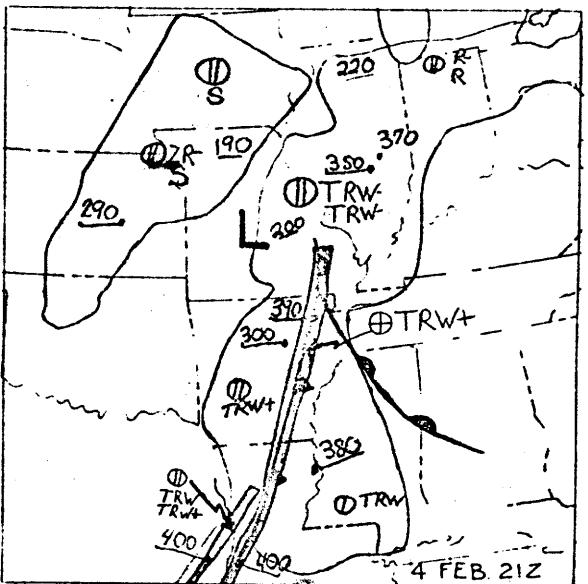 220
R-
R
S
370
190
ZR
S
350
TRW-
TRW-
290
L
300
390
TRW+
300
TRW+
380
TRW
TRW+
TRW
400
400
4 FEB. 21Z